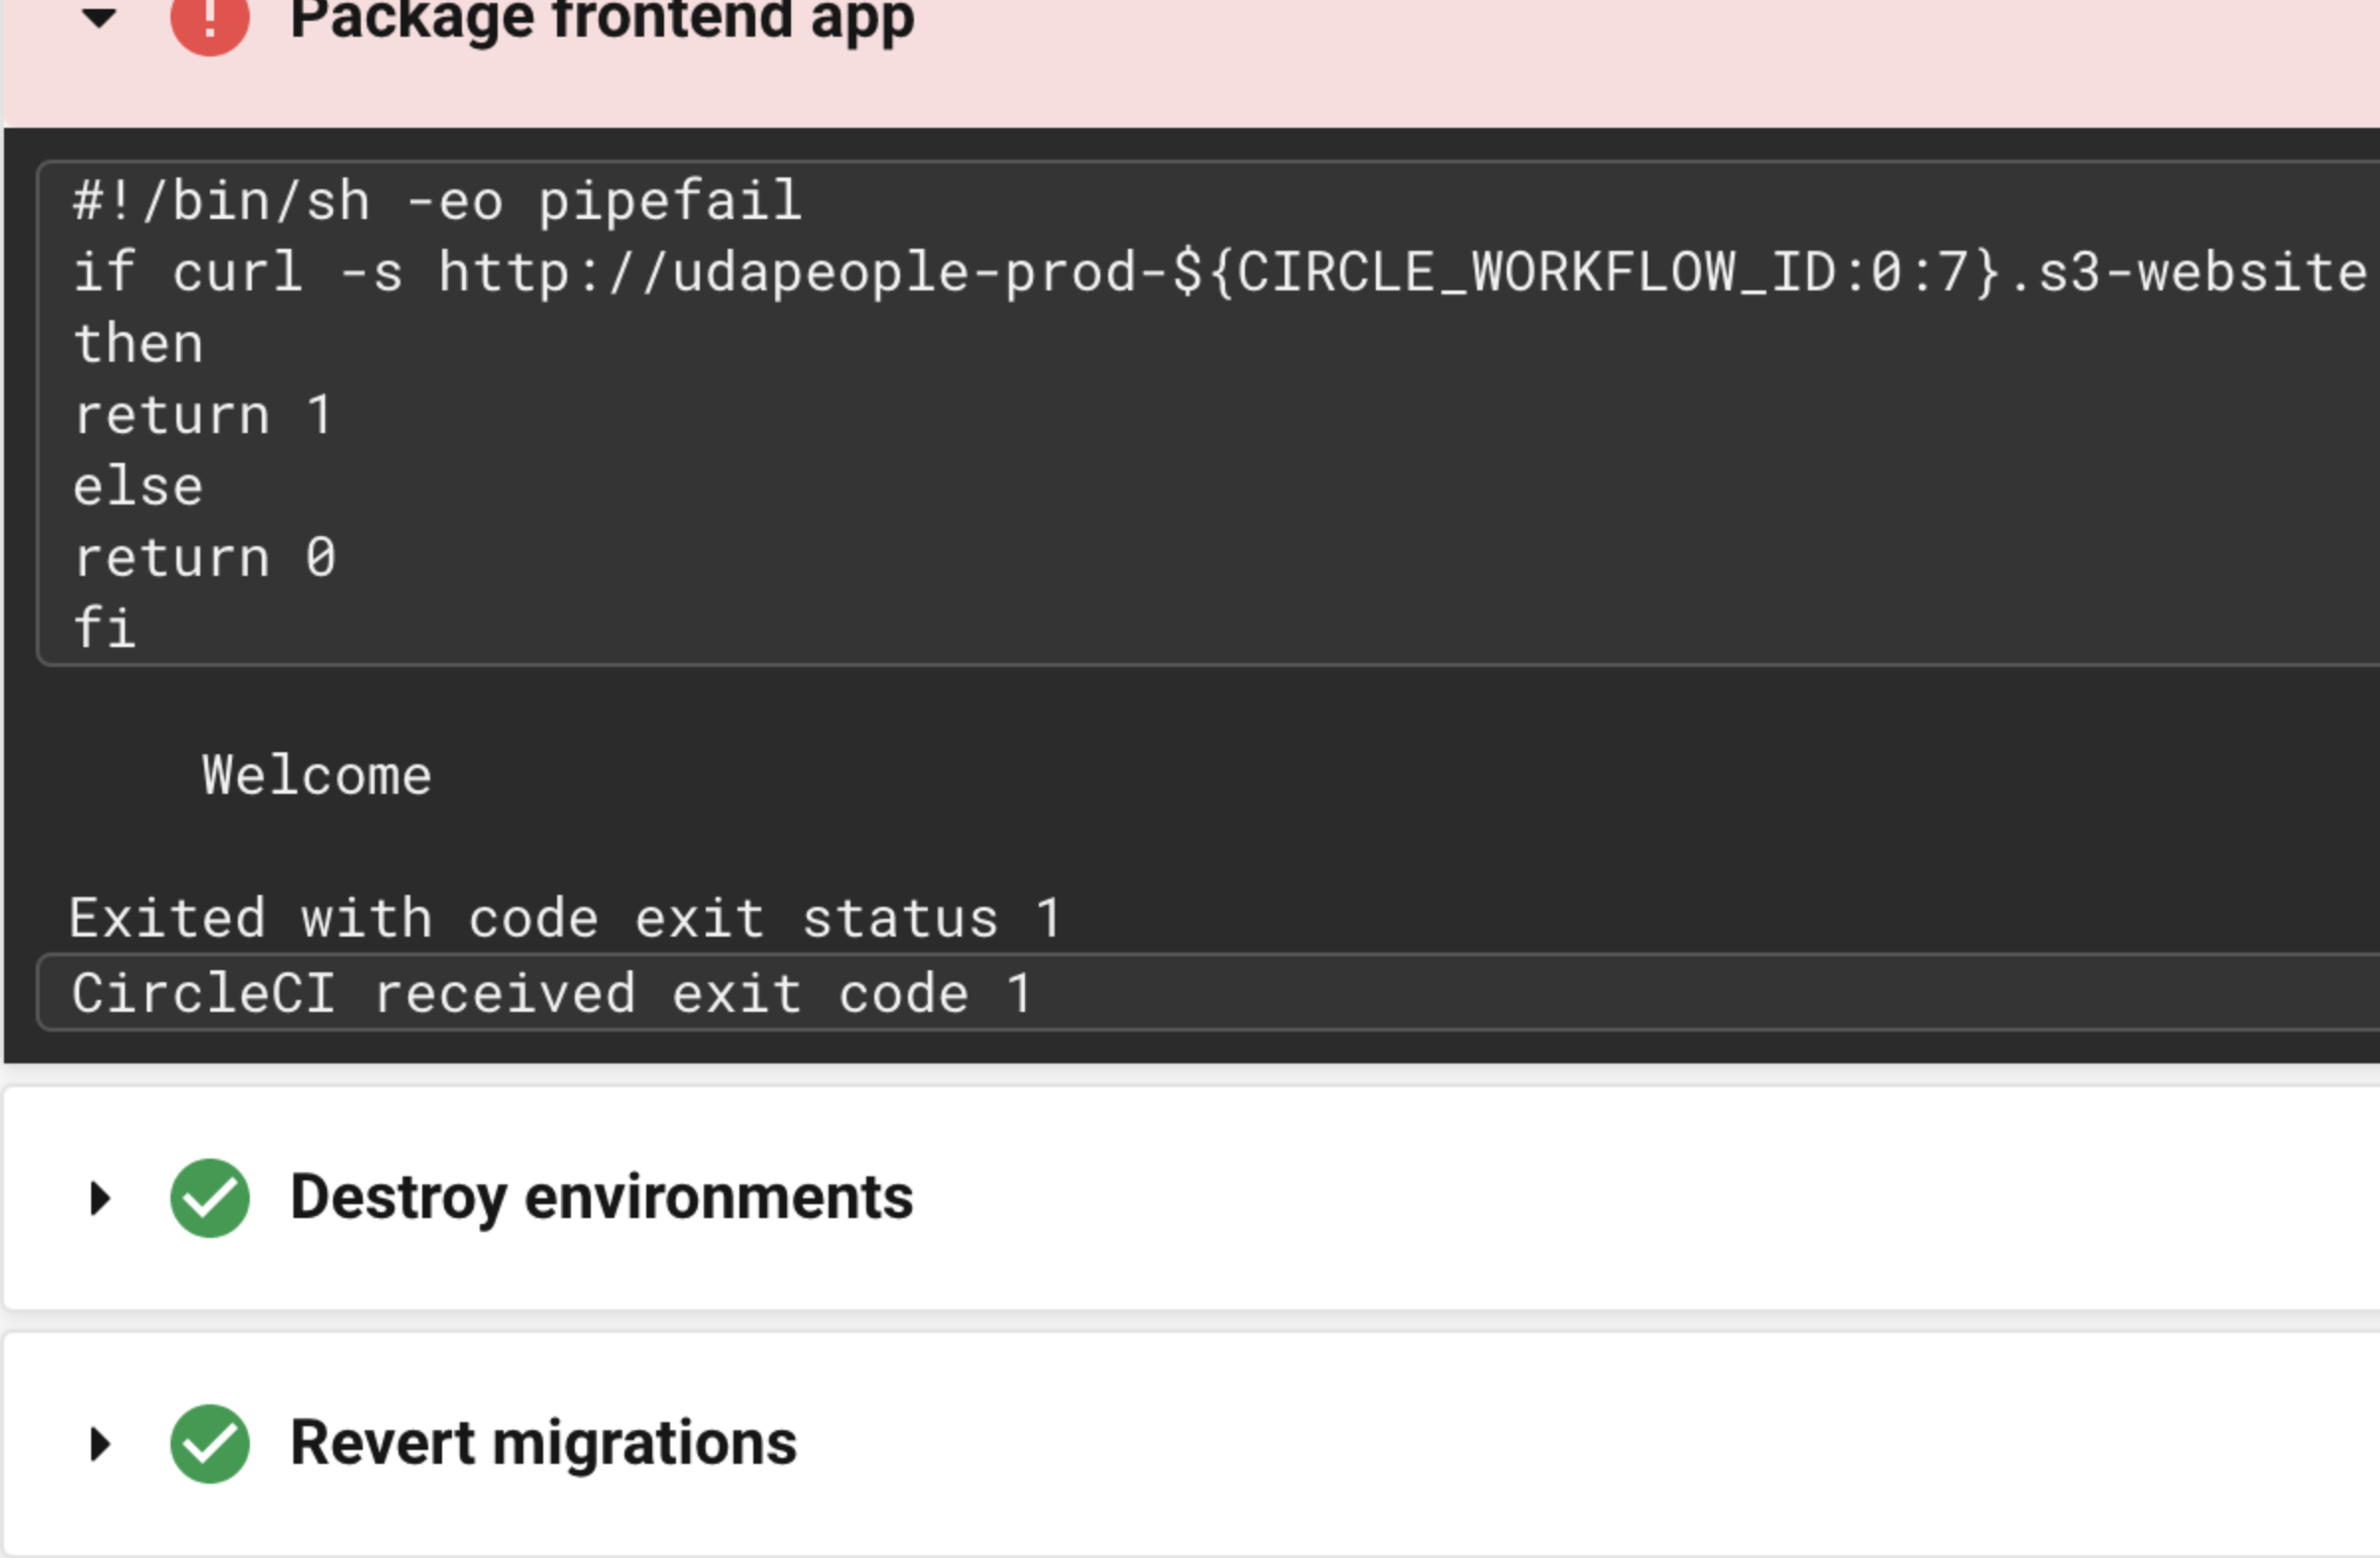 Package frontend app
#!/bin/sh -eo pipefail
if curl -s http://udapeople-prod-${CIRCLE_WORKFLOW_ID:0:7}.s3-website
then
return 1
else
return 0
fi
Welcome
Exited with code exit status 1
CircleCI received exit code 1
Destroy environments
Revert migrations